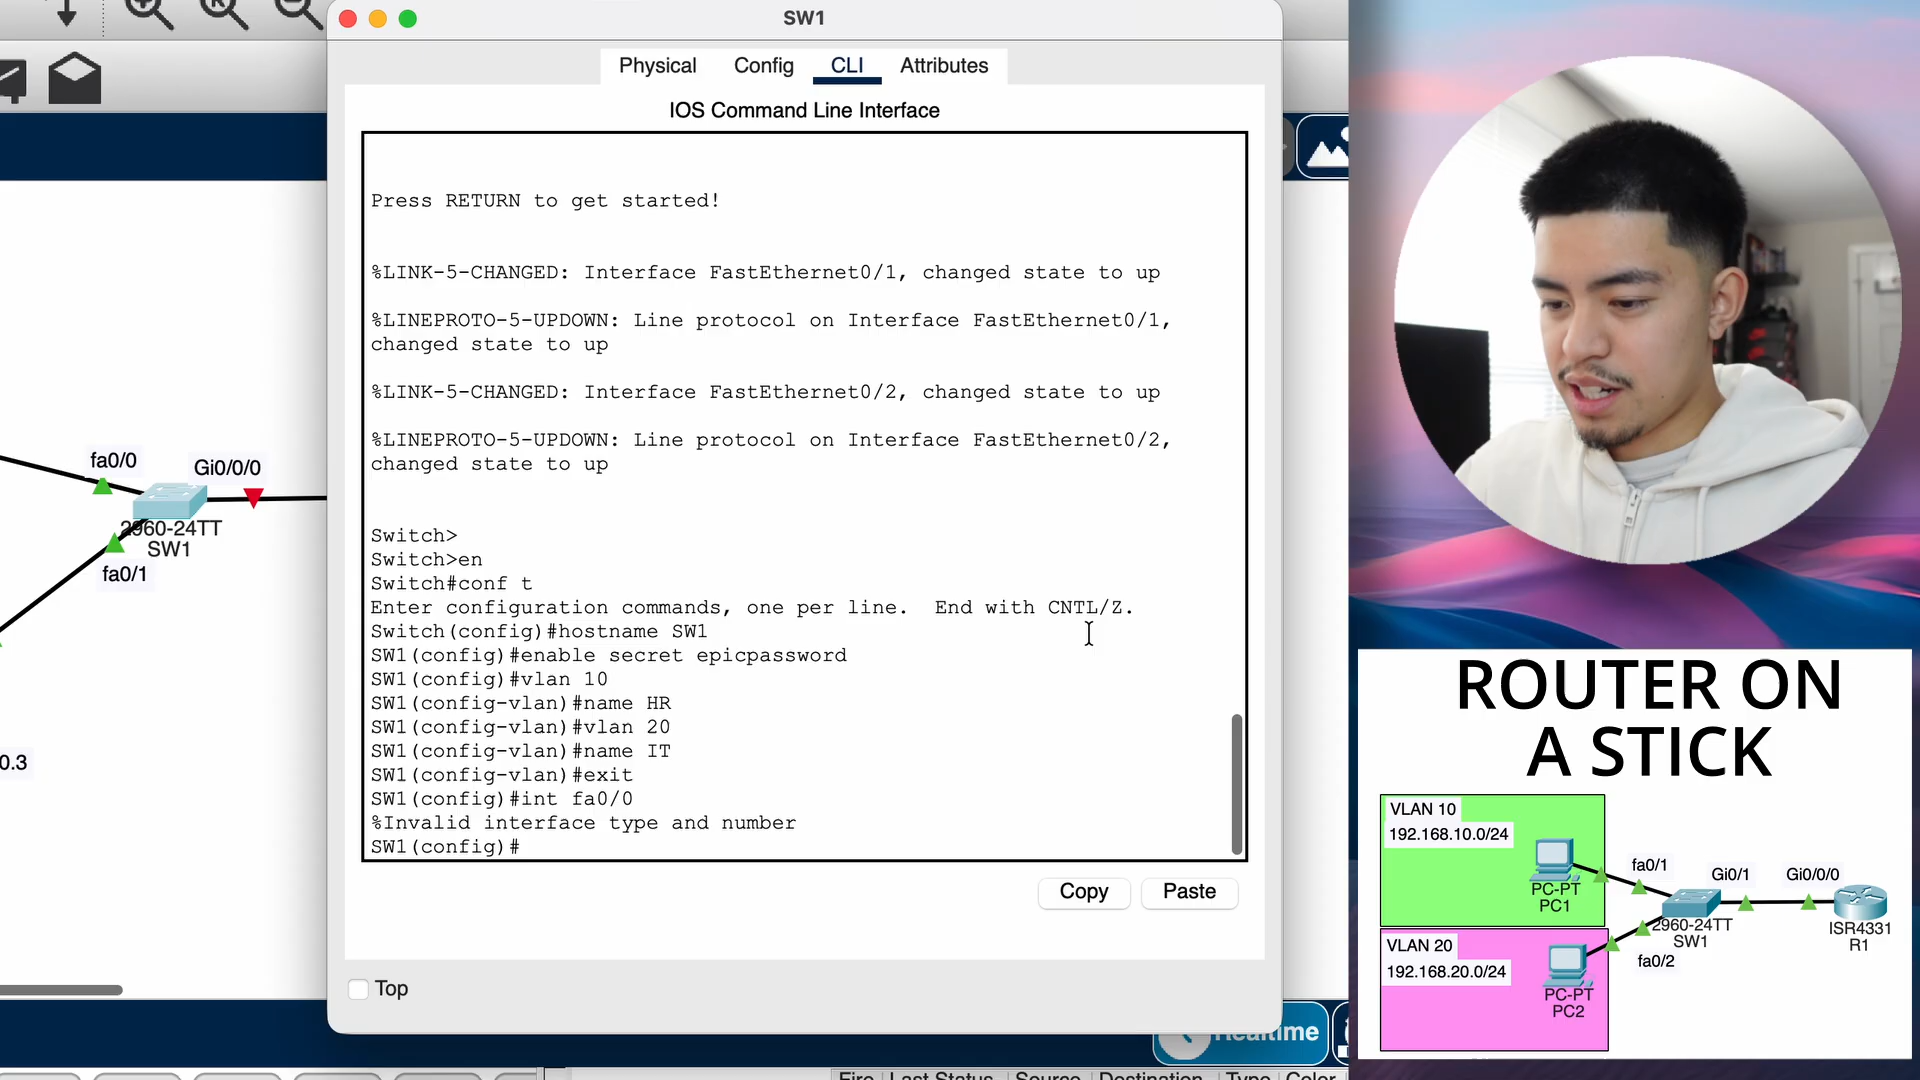 SW1
Physical
Config
CLI
Attributes
IOS Command Line Interface
Press RETURN to get started!
%LINK-5-CHANGED: Interface FastEthernet0/1, changed state to up
%LINEPROTO-5-UPDOWN: Line protocol on Interface FastEthernet0/1,
changed state to up
%LINK-5-CHANGED: Interface FastEthernet0/2, changed state to up
%LINEPROTO-5-UPDOWN: Line protocol on Interface FastEthernet0/2,
changed state to up
Switch>
Switch>en
Switch#conf t
Enter configuration commands, one per line.  End with CNTL/Z.
Switch(config)#hostname SW1
SW1(config)#enable secret epicpassword
SW1(config)#vlan 10
SW1(config-vlan)#name HR
SW1(config-vlan)#vlan 20
SW1(config-vlan)#name IT
SW1(config-vlan)#exit
SW1(config)#int fa0/0
%Invalid interface type and number
SW1(config)#
Copy
Paste
Top
fa0/0
Gi0/0/0
2960-24TT
SW1
fa0/1
0.3
Realtime
Fire
Last Status
Source
Destination
Type
Color
ROUTER ON
A STICK
VLAN 10
192.168.10.0/24
PC-PT
PC1
fa0/1
Gi0/1
Gi0/0/0
2960-24TT
SW1
ISR4331
R1
fa0/2
VLAN 20
192.168.20.0/24
PC-PT
PC2